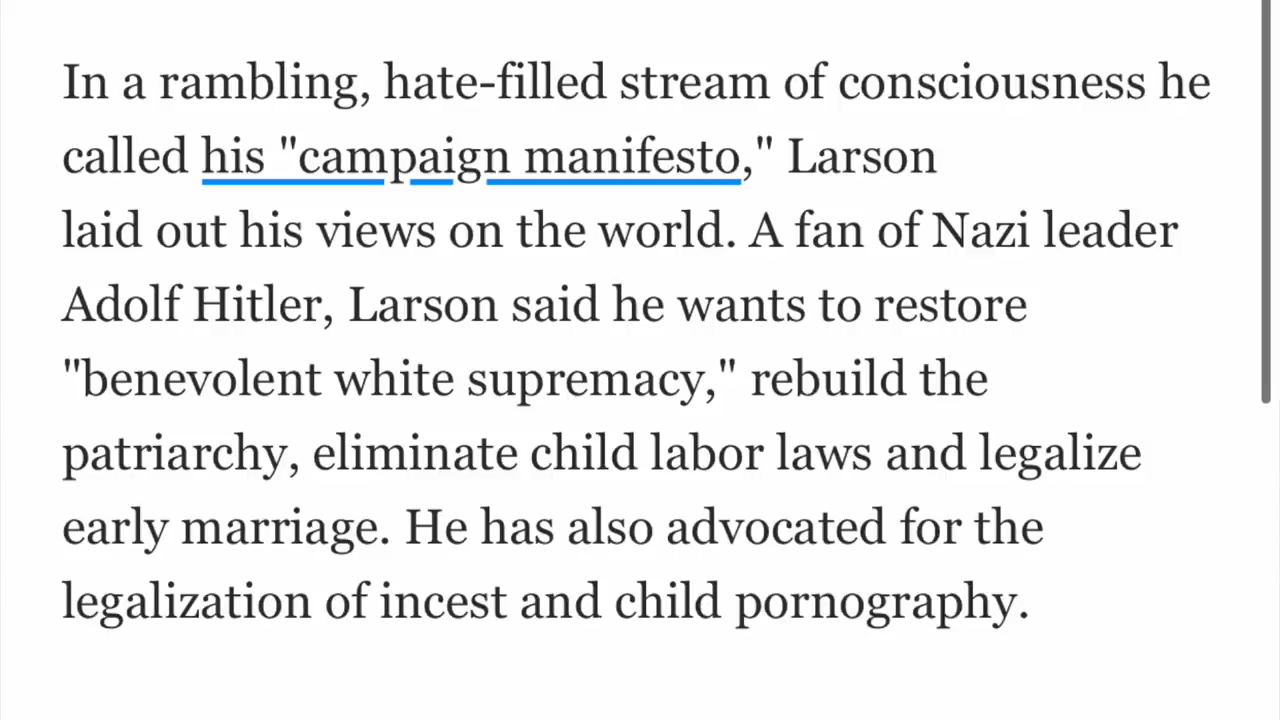 In a rambling, hate-filled stream of consciousness he
called his "campaign manifesto," Larson
laid out his views on the world. A fan of Nazi leader
Adolf Hitler, Larson said he wants to restore
"benevolent white supremacy," rebuild the
patriarchy, eliminate child labor laws and legalize
early marriage. He has also advocated for the
legalization of incest and child pornography.